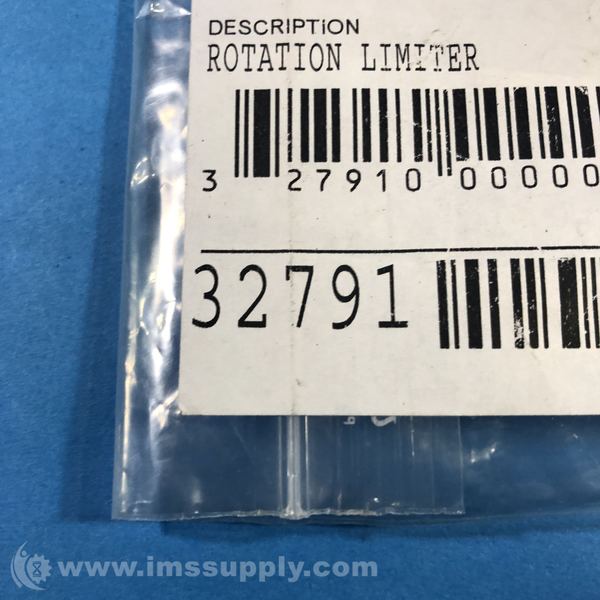 DESCRIPTION
ROTATION LIMITER
3 27910 00000
32791
www.imssupply.com